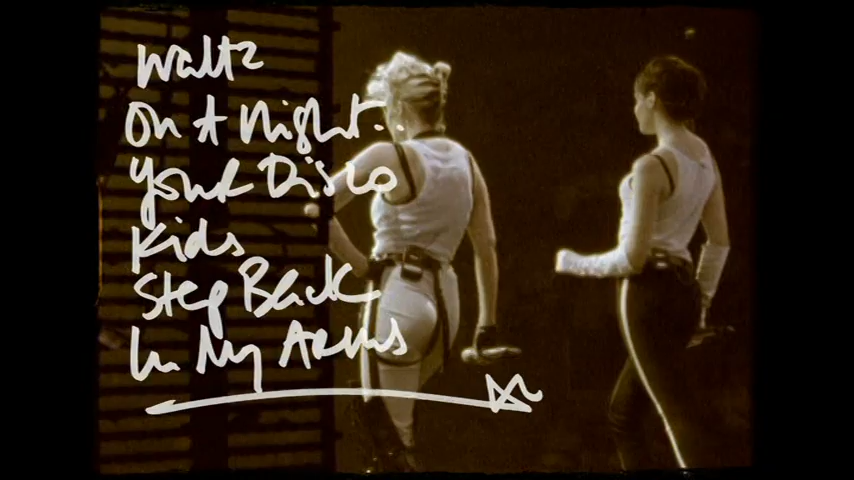 Waltz
On A Night..
Your Disco
Kids
Step Back
In My Arms